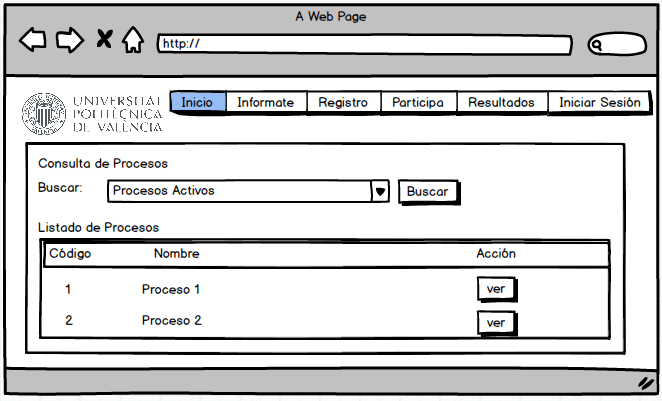 A Web Page
http://
UNIVERSITAT
POLITÈCNICA
DE VALÈNCIA
Inicio Informate Registro Participa Resultados Iniciar Sesión
Consulta de Procesos
Buscar: Procesos Activos Buscar
Listado de Procesos
Código Nombre Acción
1 Proceso 1 ver
2 Proceso 2 ver